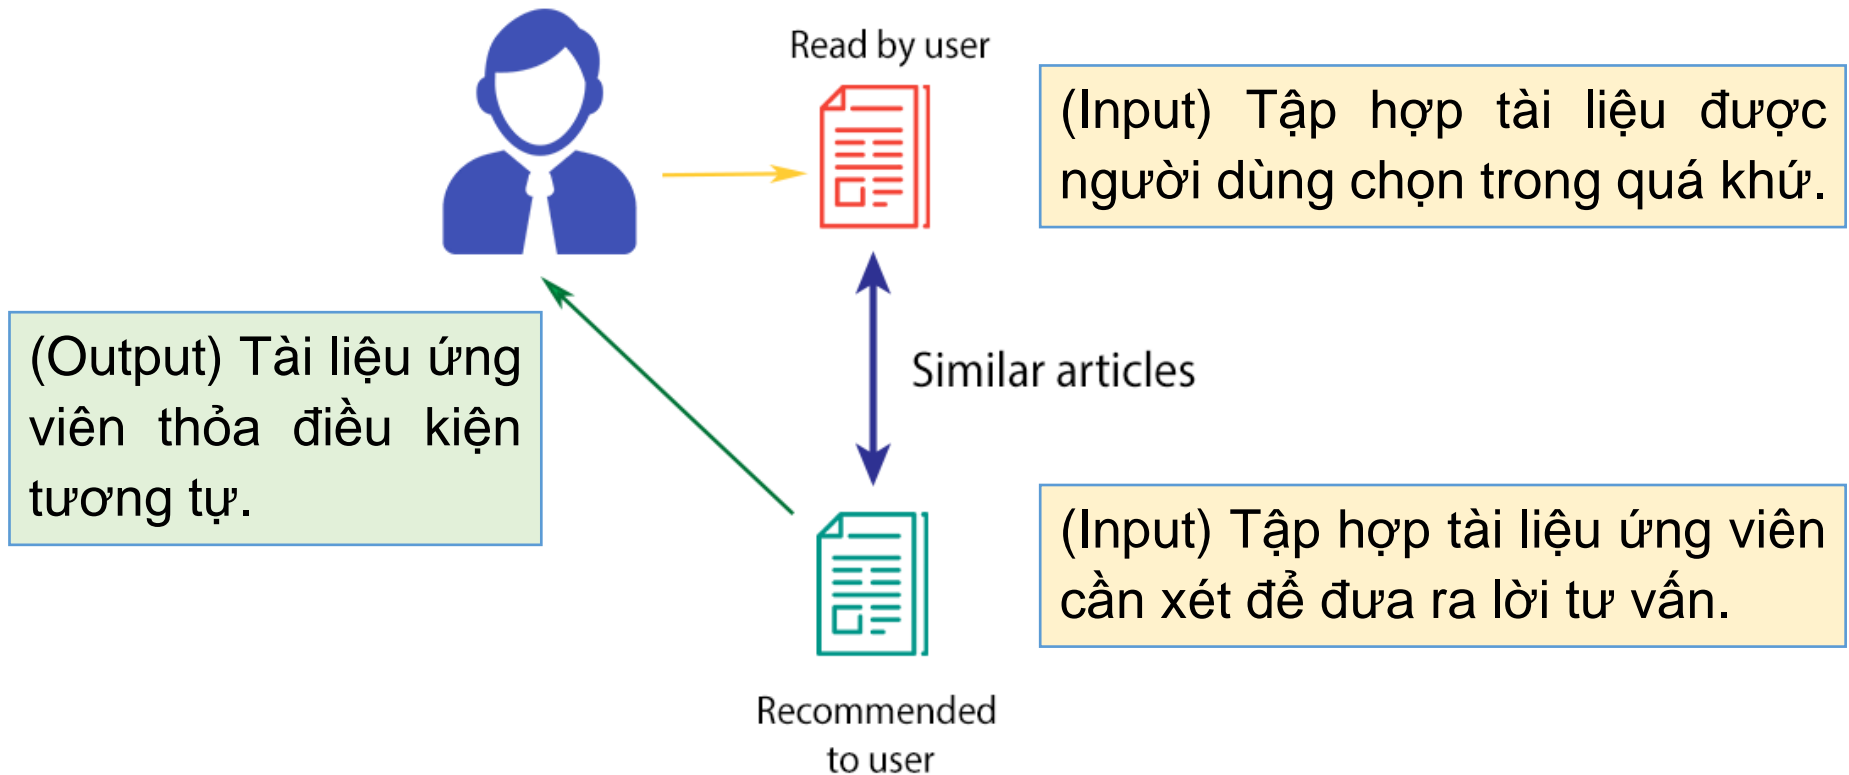 Read by user
(Input) Tập hợp tài liệu được
người dùng chọn trong quá khứ.
(Output) Tài liệu ứng
viên thỏa điều kiện
tương tự.
Similar articles
(Input) Tập hợp tài liệu ứng viên
cần xét để đưa ra lời tư vấn.
Recommended
to user